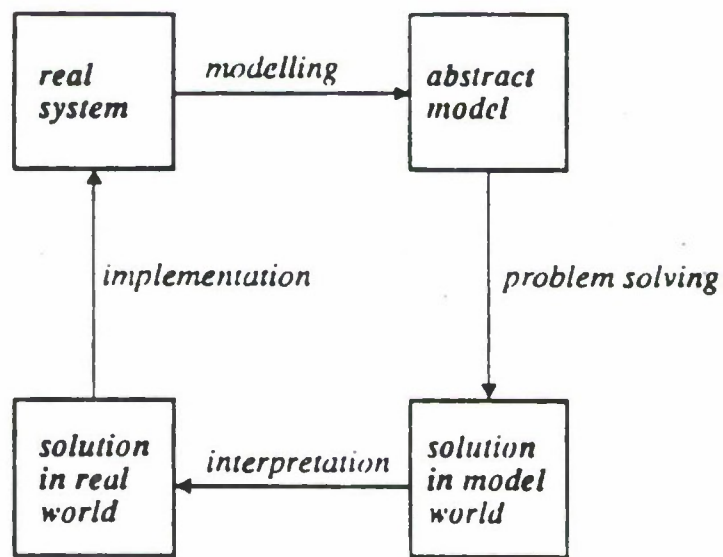 real
system
modelling
abstract
model
implementation
problem solving
solution
in real
world
interpretation
solution
in model
world